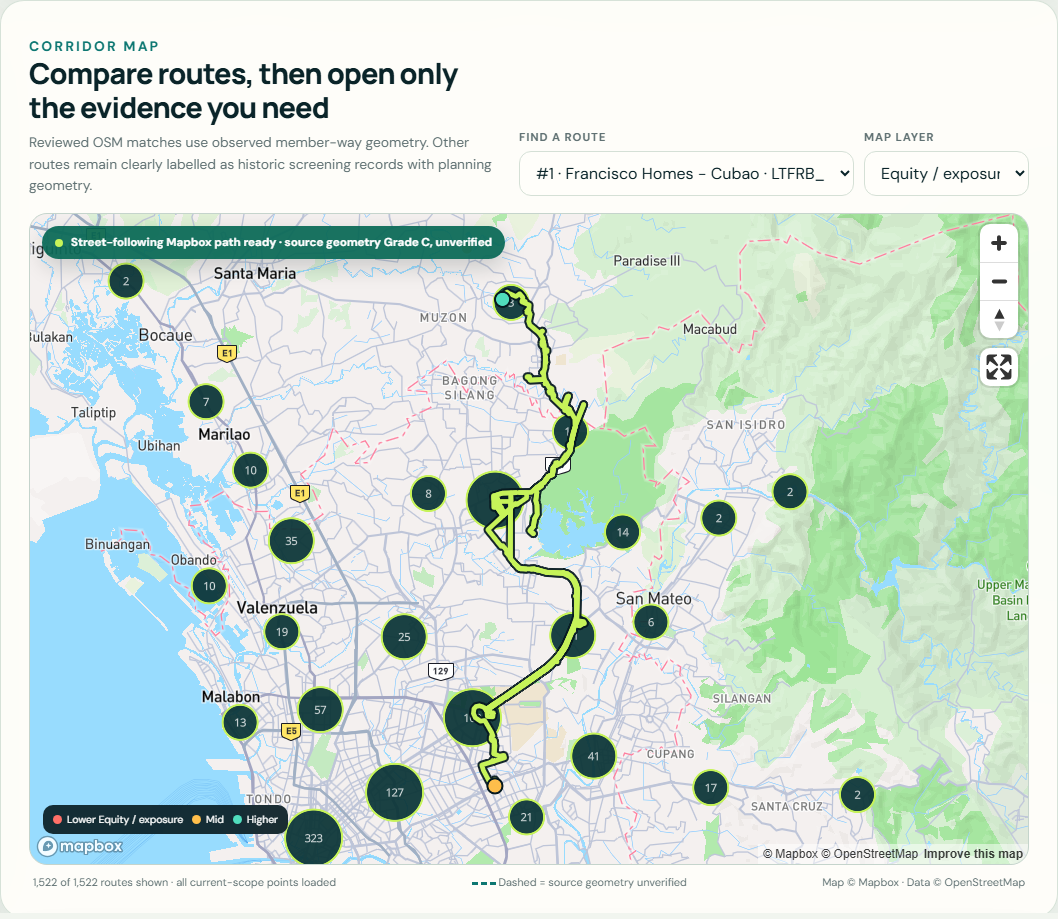 CORRIDOR MAP
Compare routes, then open only
the evidence you need
Reviewed OSM matches use observed member-way geometry. Other
routes remain clearly labelled as historic screening records with planning
geometry.
FIND A ROUTE
MAP LAYER
#1 · Francisco Homes - Cubao · LTFRB_
Equity / exposur
Street-following Mapbox path ready · source geometry Grade C, unverified
Paradise III
Santa Maria
2
MUZON
Macabud
Bulakan
Bocaue
E1
BAGONG
SILANG
7
Taliptip
SAN ISIDRO
Marilao
Ubihan
10
E1
8
2
2
14
35
Binuangan
Obando
10
Upper Ma
Basin
Lan
San Mateo
Valenzuela
6
19
25
129
Malabon
SILANGAN
57
13
E5
41
CUPANG
17
127
2
TONDO
SANTA CRUZ
21
Lower Equity / exposure
Mid
Higher
323
mapbox
© Mapbox © OpenStreetMap Improve this map
1,522 of 1,522 routes shown · all current-scope points loaded
Dashed = source geometry unverified
Map © Mapbox · Data © OpenStreetMap